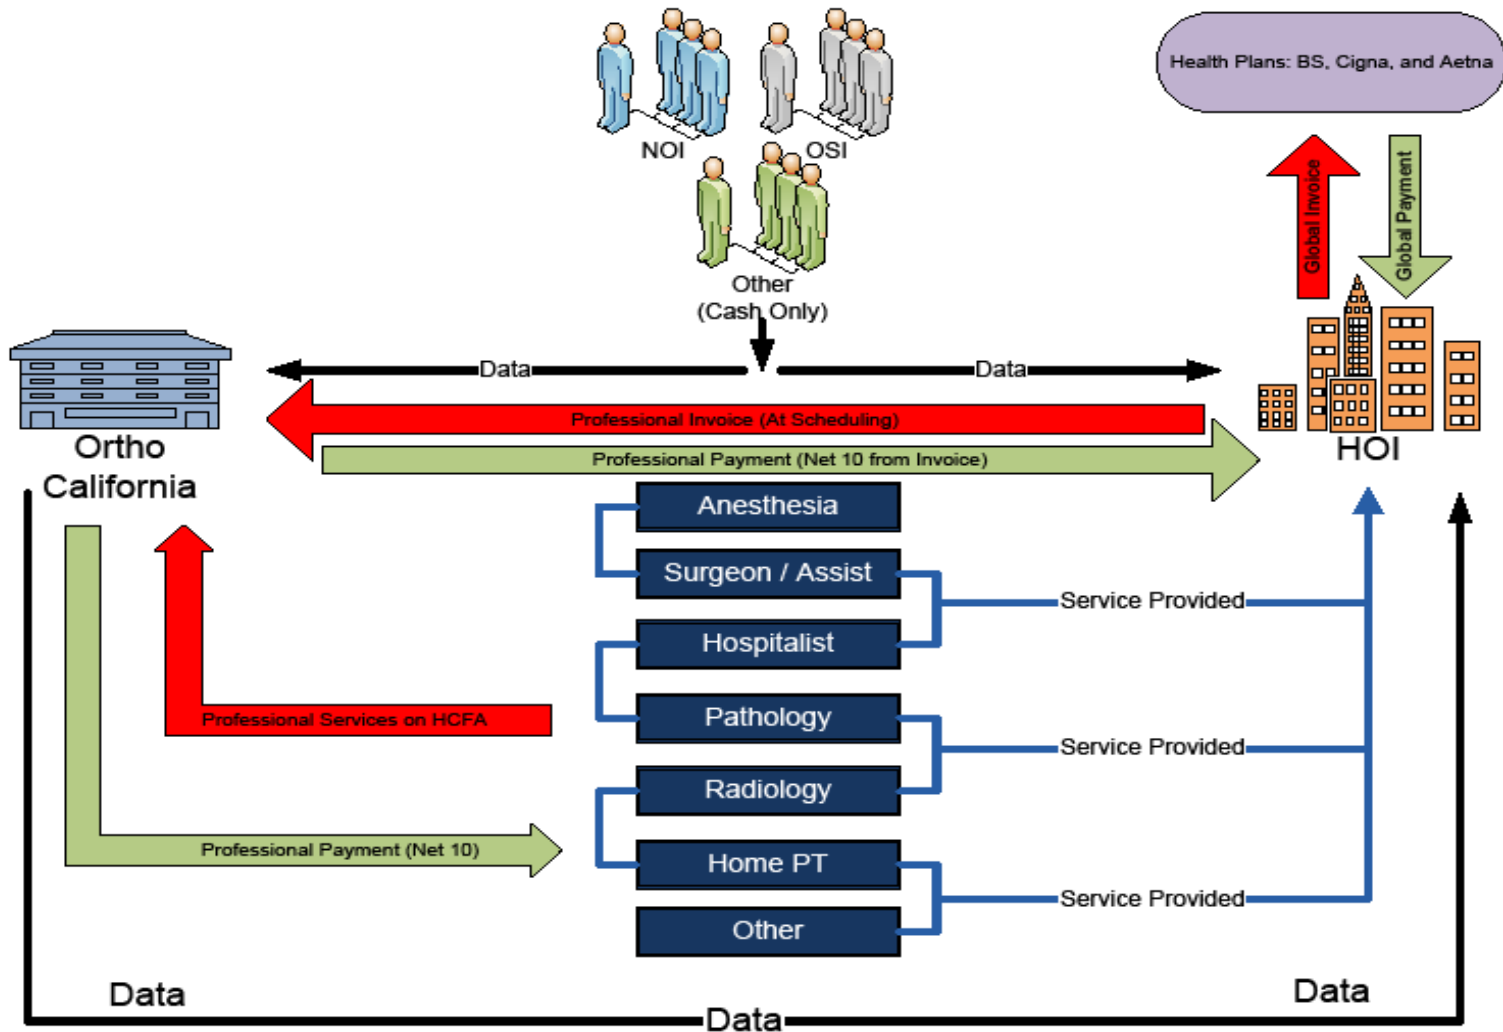 Health Plans: BS, Cigna, and Aetna
NOI
OSI
Global Invoice
Global Payment
Other
(Cash Only)
Data
Data
Professional Invoice (At Scheduling)
Professional Payment (Net 10 from Invoice)
Ortho
California
HOI
Anesthesia
Surgeon / Assist
Service Provided
Hospitalist
Professional Services on HCFA
Pathology
Service Provided
Radiology
Professional Payment (Net 10)
Home PT
Service Provided
Other
Data
Data
Data